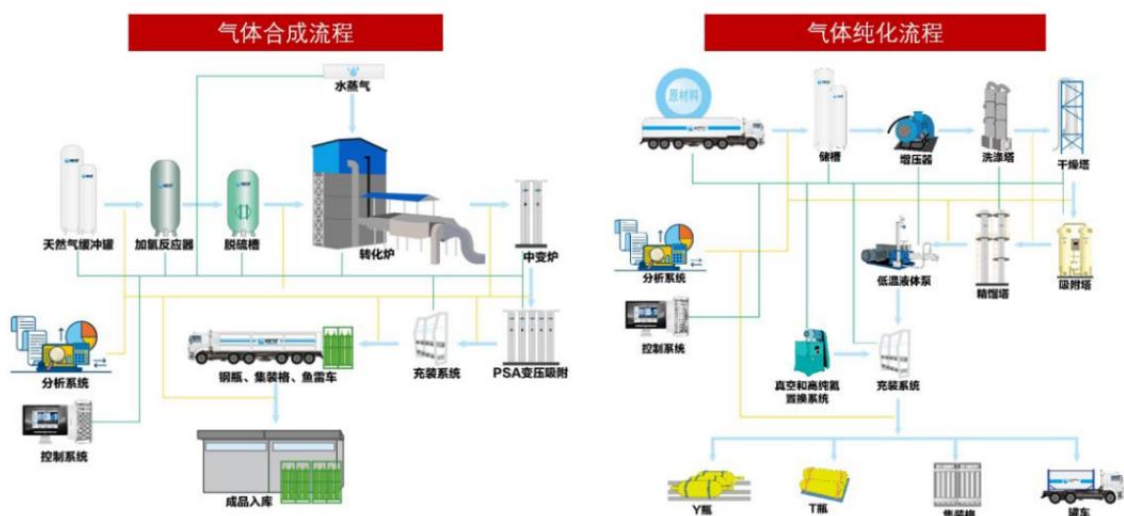 气体合成流程
水蒸气
天然气缓冲罐
加氢反应器
脱硫槽
转化炉
中变炉
分析系统
钢瓶、集装格、鱼雷车
充装系统
PSA变压吸附
控制系统
成品入库
气体纯化流程
原材料
储槽
增压器
洗涤塔
干燥塔
分析系统
低温液体泵
精馏塔
吸附塔
控制系统
真空和高纯氮
置换系统
充装系统
Y瓶
T瓶
集装格
罐车